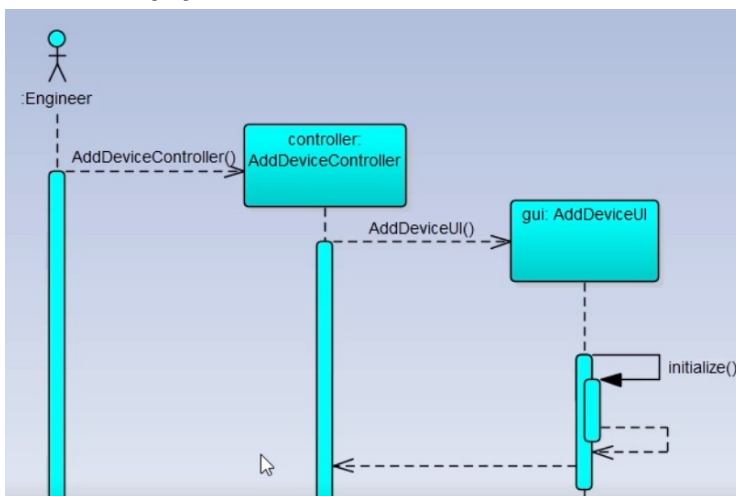 :Engineer
AddDeviceController()
controller:
AddDeviceController
AddDeviceUI()
gui: AddDeviceUI
initialize()